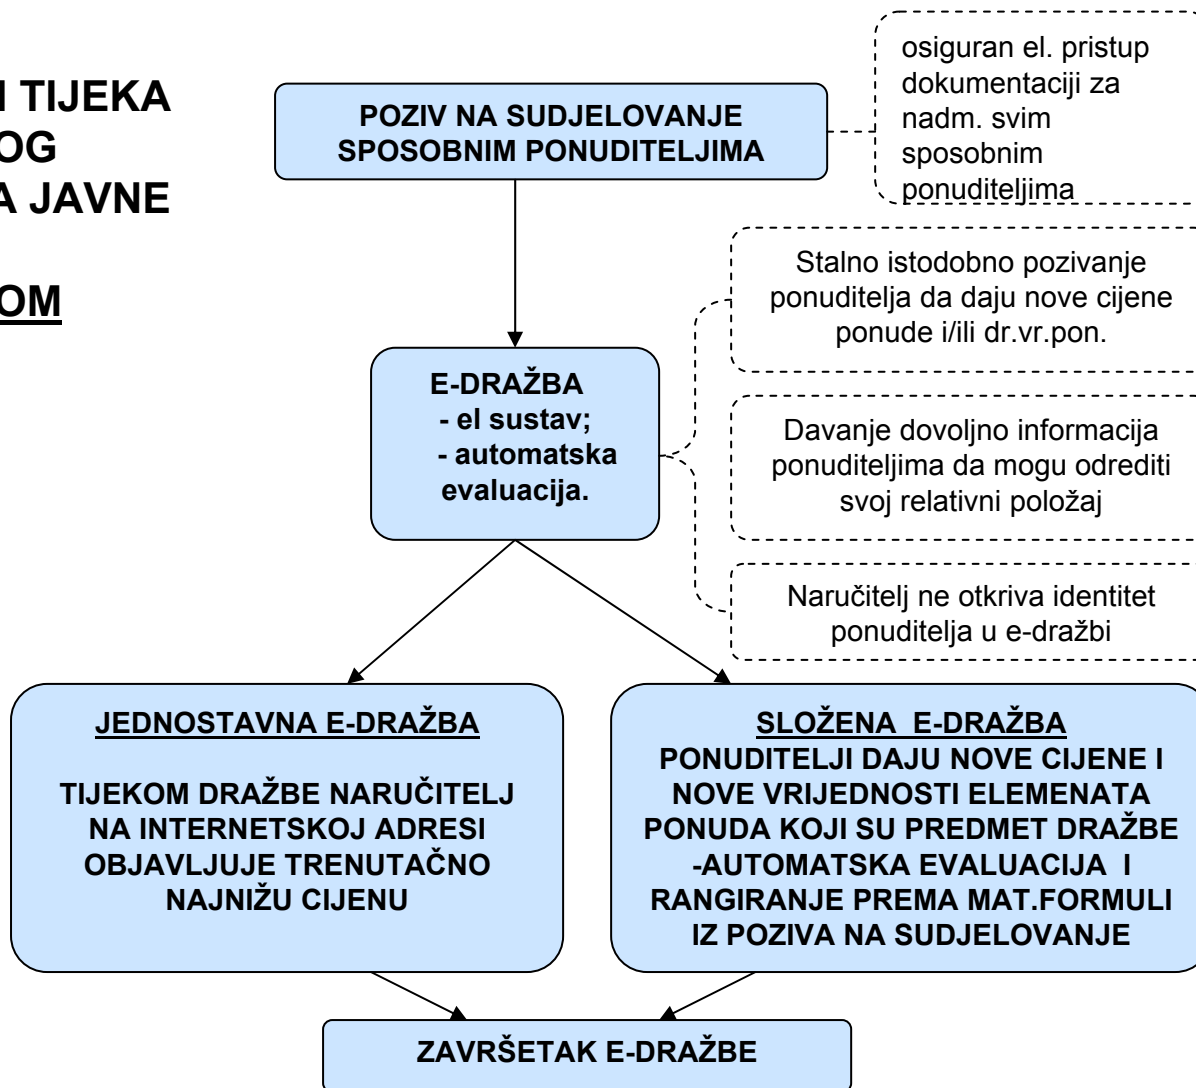 TIJEKA
OG
A JAVNE
OM
POZIV NA SUDJELOVANJE
SPOSOBNIM PONUDITELJIMA
osiguran el. pristup
dokumentaciji za
nadm. svim
sposobnim
ponuditeljima
Stalno istodobno pozivanje
ponuditelja da daju nove cijene
ponude i/ili dr.vr.pon.
E-DRAŽBA
- el sustav;
- automatska
evaluacija.
Davanje dovoljno informacija
ponuditeljima da mogu odrediti
svoj relativni položaj
Naručitelj ne otkriva identitet
ponuditelja u e-dražbi
JEDNOSTAVNA E-DRAŽBA
TIJEKOM DRAŽBE NARUČITELJ
NA INTERNETSKOJ ADRESI
OBJAVLJUJE TRENUTAČNO
NAJNIŽU CIJENU
SLOŽENA  E-DRAŽBA
PONUDITELJI DAJU NOVE CIJENE I
NOVE VRIJEDNOSTI ELEMENATA
PONUDA KOJI SU PREDMET DRAŽBE
-AUTOMATSKA EVALUACIJA  I
RANGIRANJE PREMA MAT.FORMULI
IZ POZIVA NA SUDJELOVANJE
ZAVRŠETAK E-DRAŽBE